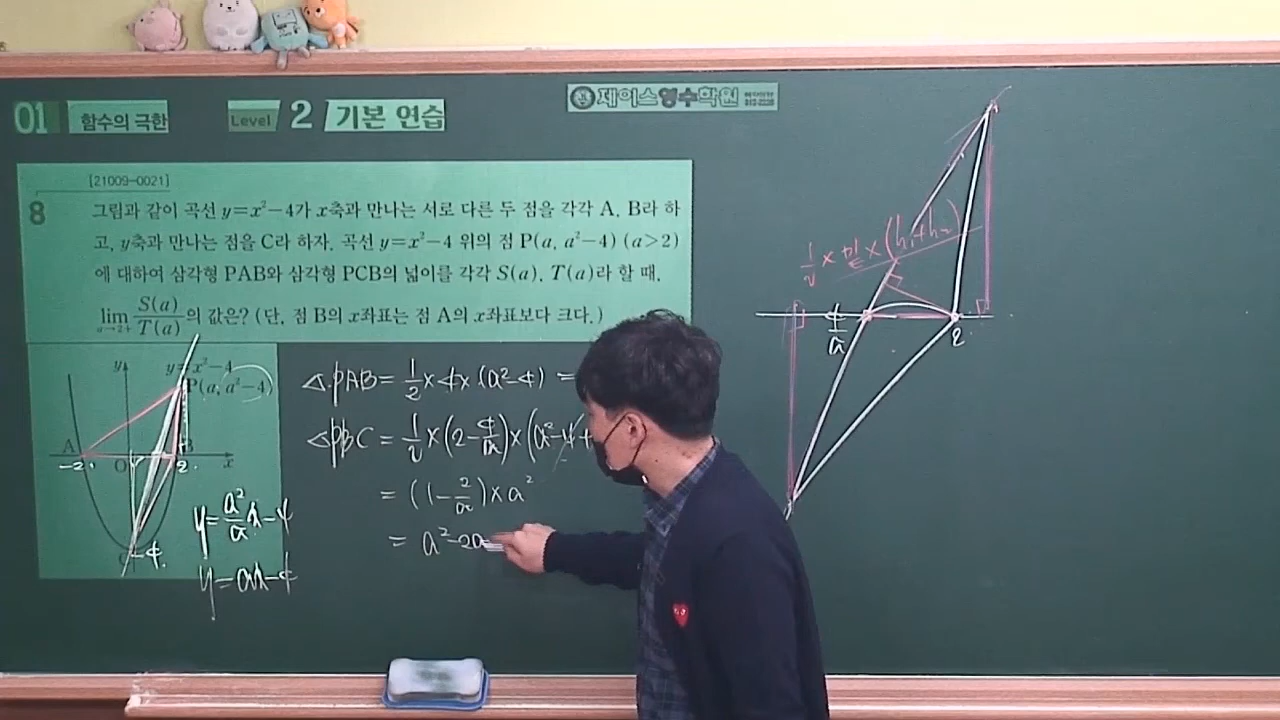 제이스영수학원
01 함수의 극한 Level 2 기본 연습
[21009-0021]
8 그림과 같이 곡선 y=x²-4가 x축과 만나는 서로 다른 두 점을 각각 A, B라 하
고, y축과 만나는 점을 C라 하자. 곡선 y=x²-4 위의 점 P(a, a²-4) (a>2)
에 대하여 삼각형 PAB와 삼각형 PCB의 넓이를 각각 S(a), T(a)라 할 때,
lim a→2+ S(a)/T(a)의 값은? (단, 점 B의 x좌표는 점 A의 x좌표보다 크다.)
y y=x²-4
P(a, a²-4)
A O B x
-2 2
-4
y=a²/a x-4
y=ax-4
△PAB=1/2×4×(a²-4)=
△PBC=1/2×(2-4/a)×(a²-4+
=(1-2/a)×a²
=a²-2a
1/2×밑×(h₁+h₂)
4/a 2